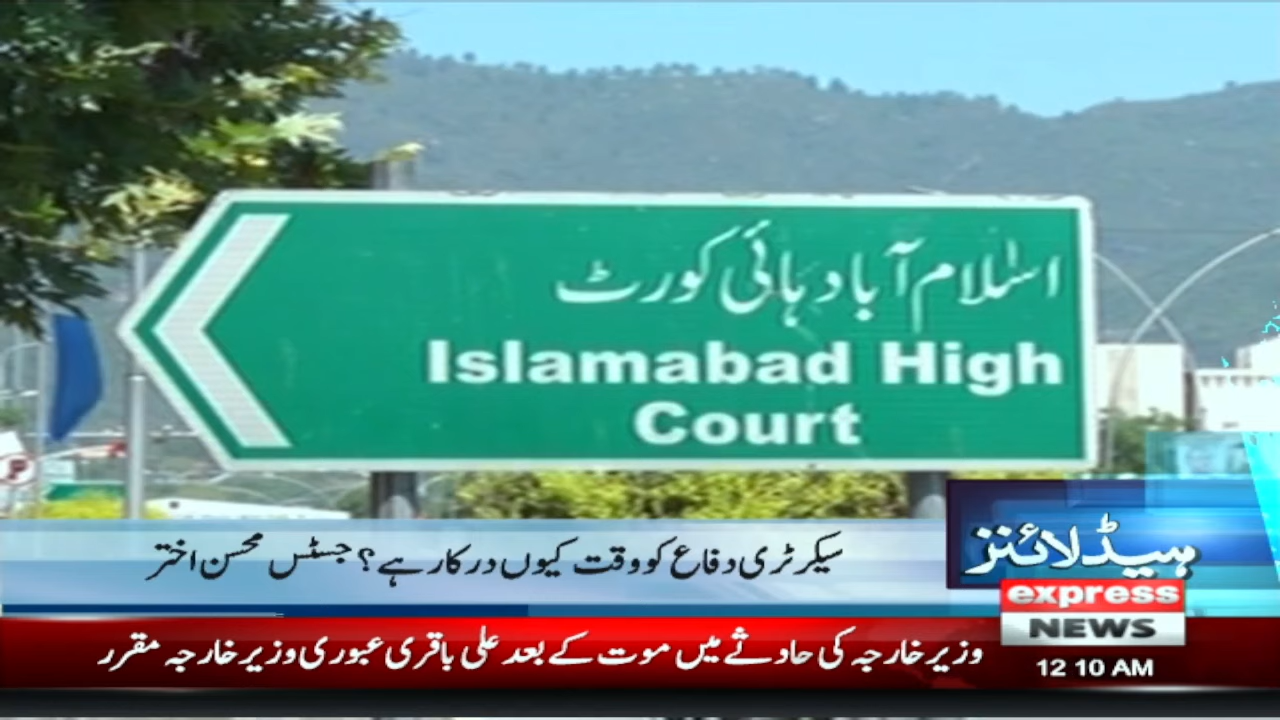 اسلام آباد ہائی کورٹ
Islamabad High
Court
سیکرٹری دفاع کو وقت کیوں درکار ہے؟ جسٹس محسن اختر
ہیڈلائنز
express
NEWS
وزیر خارجہ کی حادثے میں موت کے بعد علی باقری عبوری وزیر خارجہ مقرر
12 10 AM
P